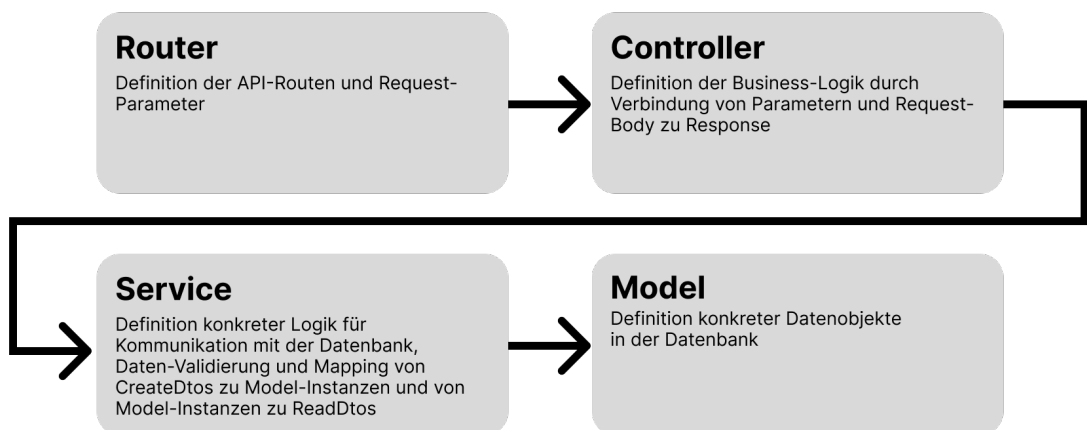 Router
Definition der API-Routen und Request-
Parameter
Controller
Definition der Business-Logik durch
Verbindung von Parametern und Request-
Body zu Response
Service
Definition konkreter Logik für
Kommunikation mit der Datenbank,
Daten-Validierung und Mapping von
CreateDtos zu Model-Instanzen und von
Model-Instanzen zu ReadDtos
Model
Definition konkreter Datenobjekte
in der Datenbank